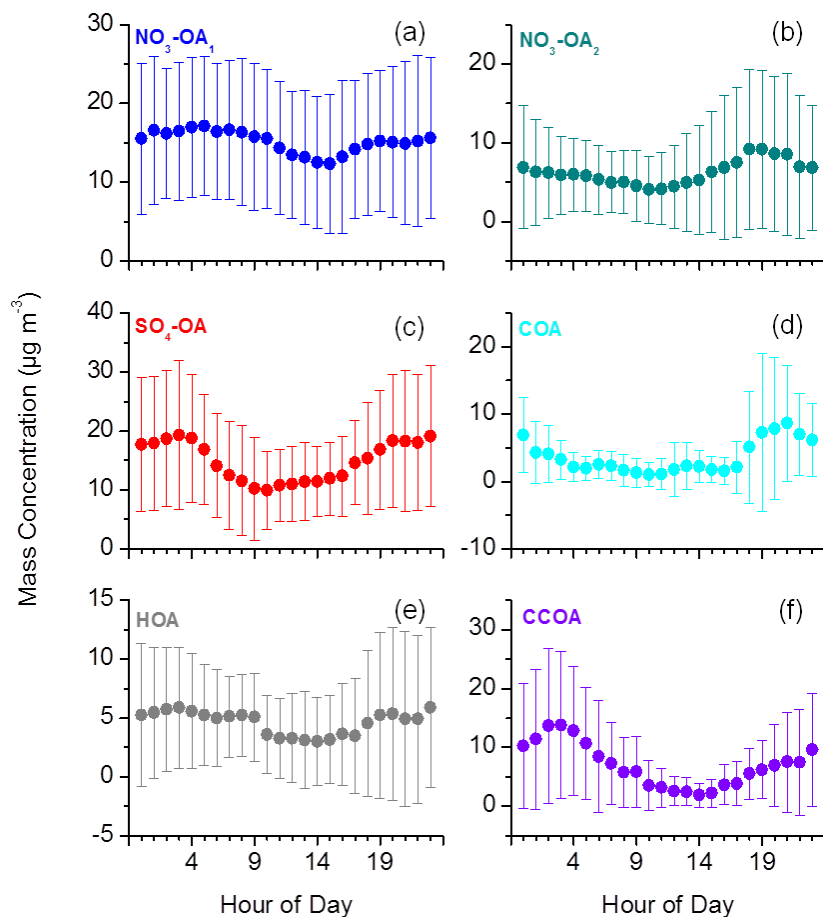 NO₃-OA₁ (a)
30
20
10
0
NO₃-OA₂ (b)
20
10
0
SO₄-OA (c)
40
30
20
10
0
COA (d)
20
10
0
-10
HOA (e)
15
10
5
0
-5
CCOA (f)
30
20
10
0
4 9 14 19
4 9 14 19
Hour of Day
Hour of Day
Mass Concentration (µg m⁻³)